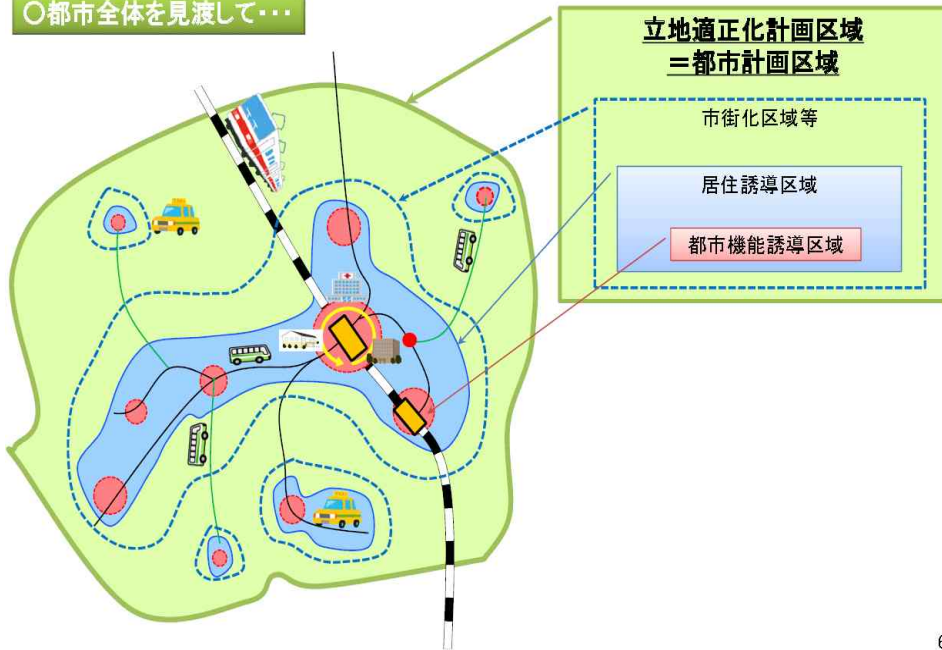 ○都市全体を見渡して･･･
立地適正化計画区域
＝都市計画区域
市街化区域等
居住誘導区域
都市機能誘導区域
6